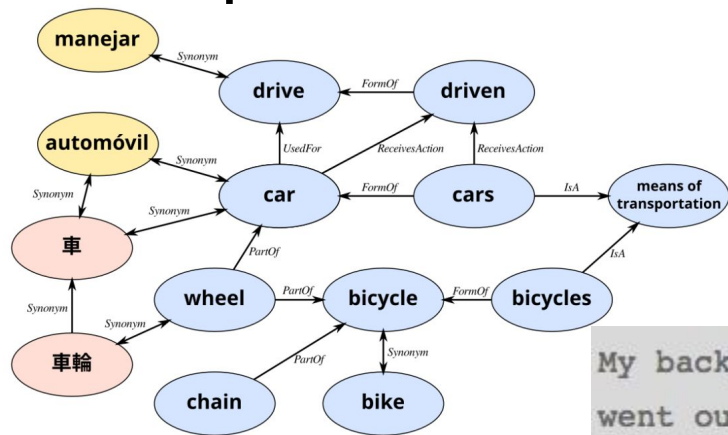 manejar
Synonym
drive
FormOf
driven
automóvil
Synonym
UsedFor
ReceivesAction
ReceivesAction
Synonym
car
FormOf
cars
IsA
means of
transportation
Synonym
車
PartOf
IsA
wheel
PartOf
bicycle
FormOf
bicycles
Synonym
Synonym
車輪
PartOf
Synonym
chain
bike
My back
went ou